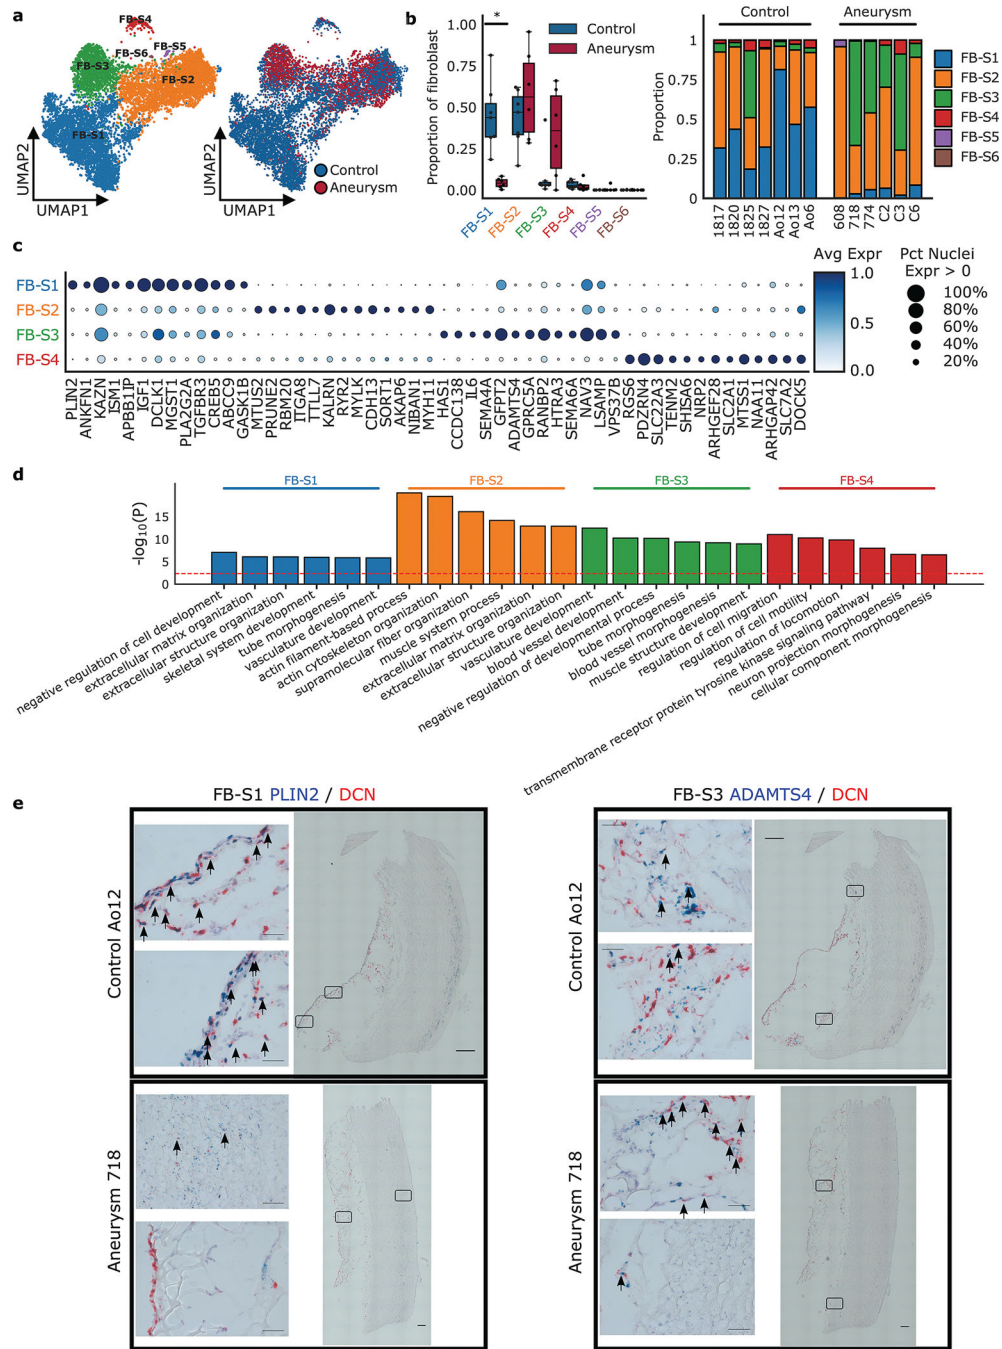 a
FB-S4
FB-S6
FB-S5
FB-S3
FB-S2
FB-S1
UMAP2
UMAP1
UMAP2
UMAP1
Control
Aneurysm
b
Proportion of fibroblast
1.00
0.75
0.50
0.25
0.00
*
Control
Aneurysm
FB-S1
FB-S2
FB-S3
FB-S4
FB-S5
FB-S6
Control
Aneurysm
Proportion
1
0.75
0.5
0.25
0
1817
1820
1825
1827
Ao12
Ao13
Ao6
608
718
774
C2
C3
C6
FB-S1
FB-S2
FB-S3
FB-S4
FB-S5
FB-S6
c
FB-S1
FB-S2
FB-S3
FB-S4
PLIN2
ANKFN1
KAZN
ISM1
APBB1IP
IGF1
DCLK1
MGST1
PLA2G2A
TGFBR3
CREB5
ABCC9
GASK1B
MTUS2
PRUNE2
RBM20
ITGA8
TTLL7
KALRN
RYR2
MYLK
CDH13
SORT1
AKAP6
NIBAN1
MYH11
HAS1
CCDC138
IL6
SEMA4A
GFPT2
ADAMTS4
GPRC5A
RANBP2
HTRA3
SEMA6A
NAV3
LSAMP
VPS37B
RGS6
PDZRN4
SLC22A3
TENM2
SHISA6
NRP2
ARHGEF28
SLC2A1
MTSS1
NAA11
ARHGAP42
SLC7A2
DOCK5
Avg Expr
1.0
0.5
0.0
Pct Nuclei
Expr > 0
100%
80%
60%
40%
20%
d
FB-S1
FB-S2
FB-S3
FB-S4
-log10(P)
15
10
5
0
negative regulation of cell development
extracellular matrix organization
extracellular structure organization
skeletal system development
tube morphogenesis
vasculature development
actin filament-based process
actin cytoskeleton organization
supramolecular fiber organization
muscle system process
extracellular matrix organization
extracellular structure organization
vasculature development
blood vessel development
negative regulation of developmental process
tube morphogenesis
blood vessel morphogenesis
muscle structure development
regulation of cell migration
regulation of cell motility
regulation of locomotion
transmembrane receptor protein tyrosine kinase signaling pathway
neuron projection morphogenesis
cellular component morphogenesis
e
FB-S1 PLIN2 / DCN
FB-S3 ADAMTS4 / DCN
Control Ao12
Control Ao12
Aneurysm 718
Aneurysm 718